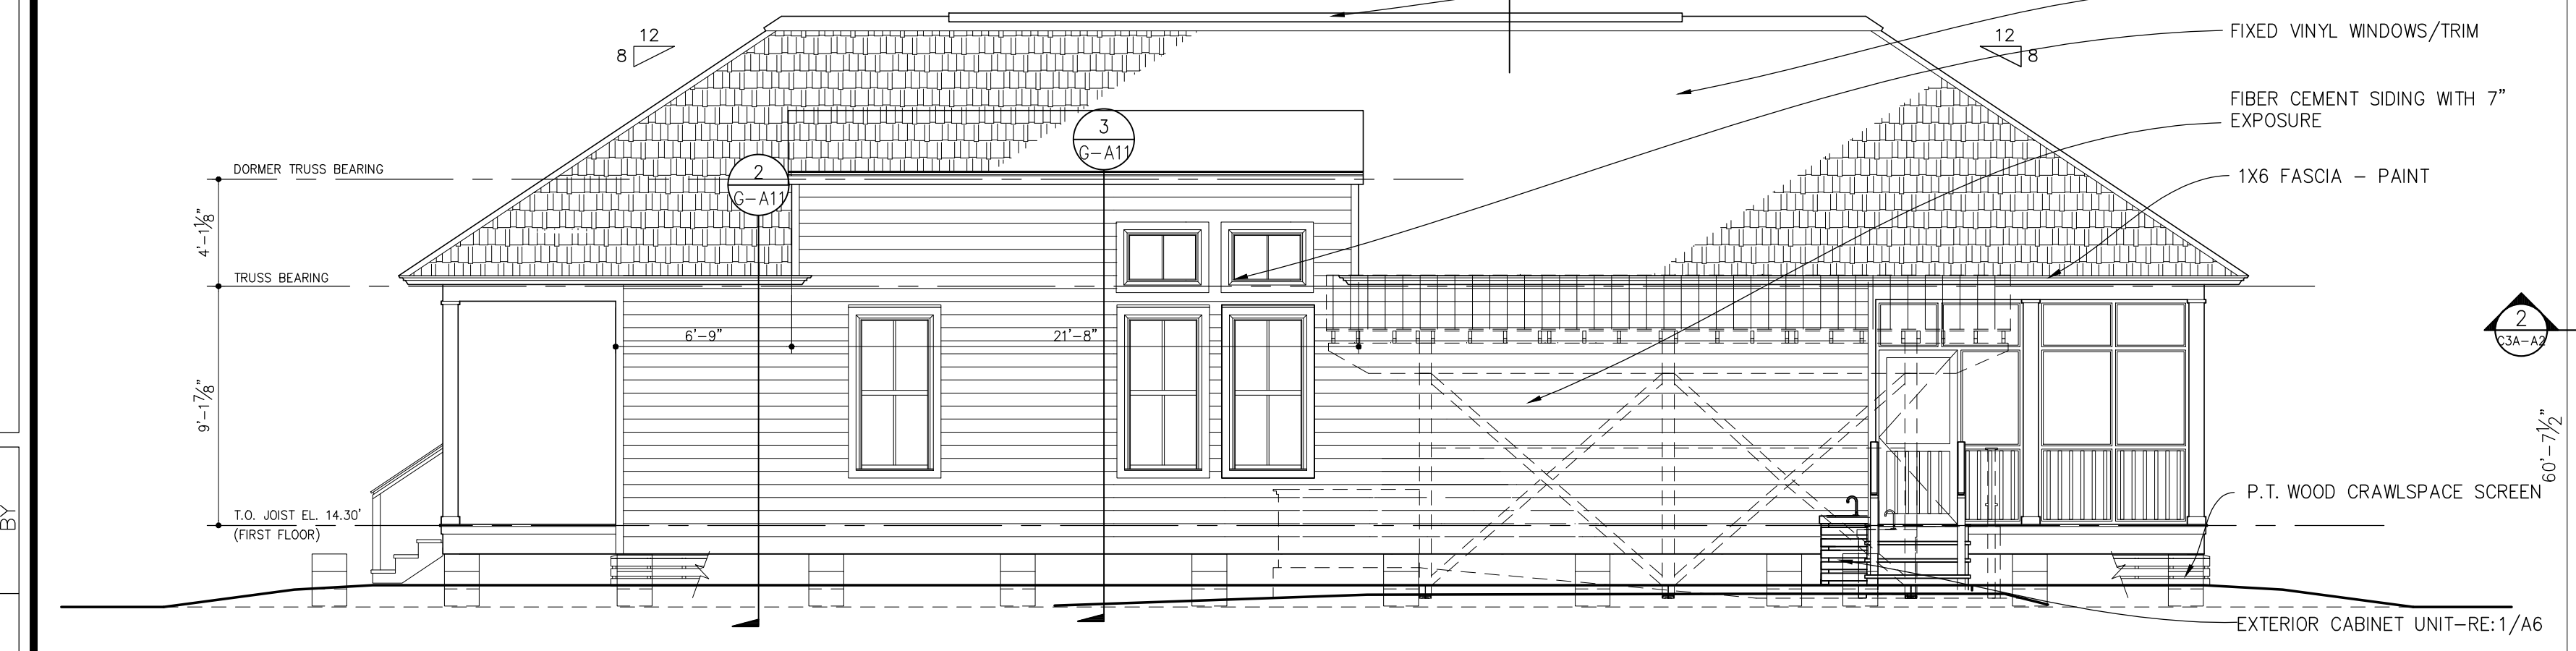 12
8
12
8
FIXED VINYL WINDOWS/TRIM
FIBER CEMENT SIDING WITH 7"
EXPOSURE
3
G-A11
DORMER TRUSS BEARING
2
G-A11
1X6 FASCIA - PAINT
4'-1⅛"
TRUSS BEARING
6'-9"
21'-8"
2
C3A-A2
9'-1⅞"
60'-7½"
P.T. WOOD CRAWLSPACE SCREEN
T.O. JOIST EL. 14.30'
(FIRST FLOOR)
BY
EXTERIOR CABINET UNIT-RE:1/A6